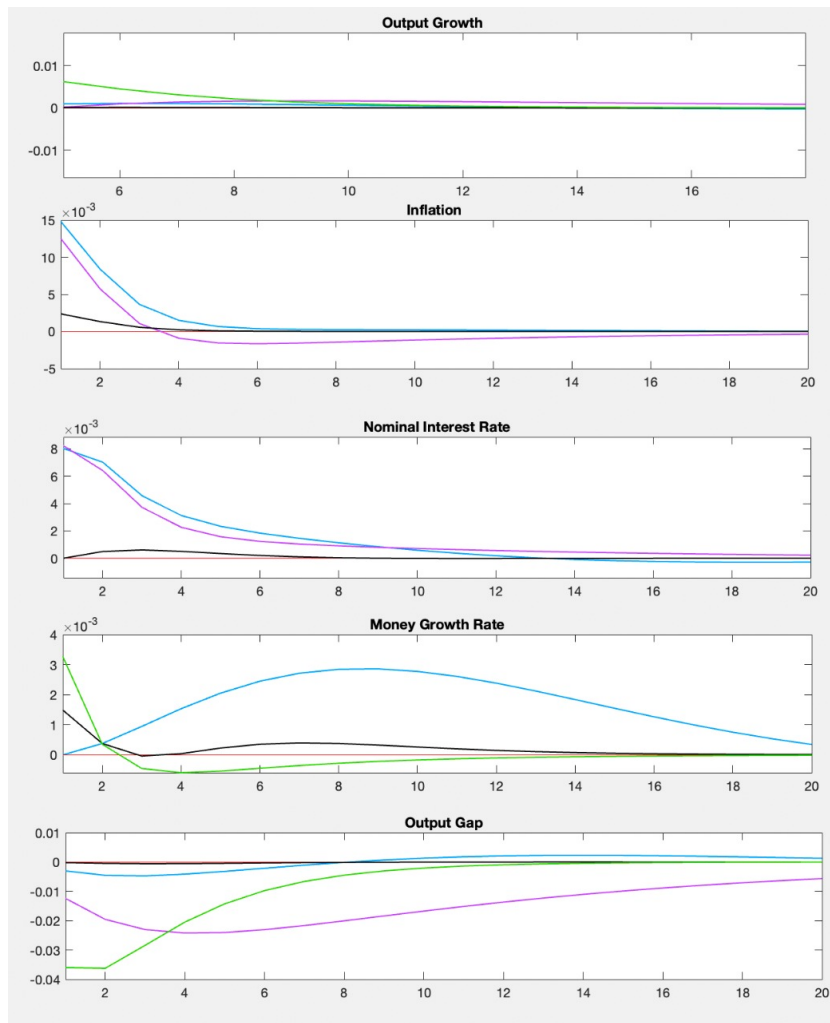 Output Growth
0.01
0
-0.01
6 8 10 12 14 16
×10⁻³
Inflation
15
10
5
0
-5
2 4 6 8 10 12 14 16 18 20
×10⁻³
Nominal Interest Rate
8
6
4
2
0
2 4 6 8 10 12 14 16 18 20
×10⁻³
Money Growth Rate
4
3
2
1
0
2 4 6 8 10 12 14 16 18 20
Output Gap
0.01
0
-0.01
-0.02
-0.03
-0.04
2 4 6 8 10 12 14 16 18 20